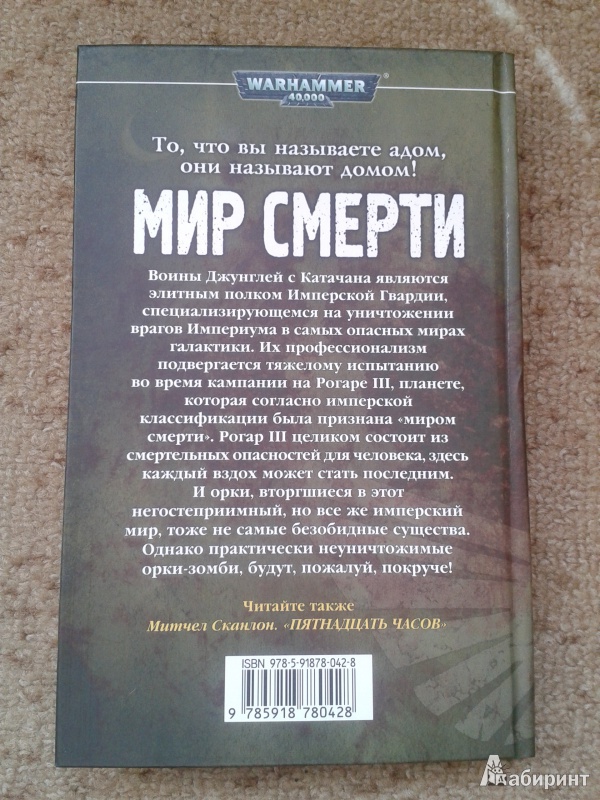 WARHAMMER®
40,000
То, что вы называете адом,
они называют домом!
МИР СМЕРТИ
Воины Джунглей с Катачана являются
элитным полком Имперской Гвардии,
специализирующемся на уничтожении
врагов Империума в самых опасных мирах
галактики. Их профессионализм
подвергается тяжелому испытанию
во время кампании на Рогаре III, планете,
которая согласно имперской
классификации была признана «миром
смерти». Рогар III целиком состоит из
смертельных опасностей для человека, здесь
каждый вздох может стать последним.
И орки, вторгшиеся в этот
негостеприимный, но все же имперский
мир, тоже не самые безобидные существа.
Однако практически неуничтожимые
орки-зомби, будут, пожалуй, покруче!
Читайте также
Митчел Сканлон. «ПЯТНАДЦАТЬ ЧАСОВ»
ISBN 978-5-91878-042-8
9 785918 780428
Лабиринт